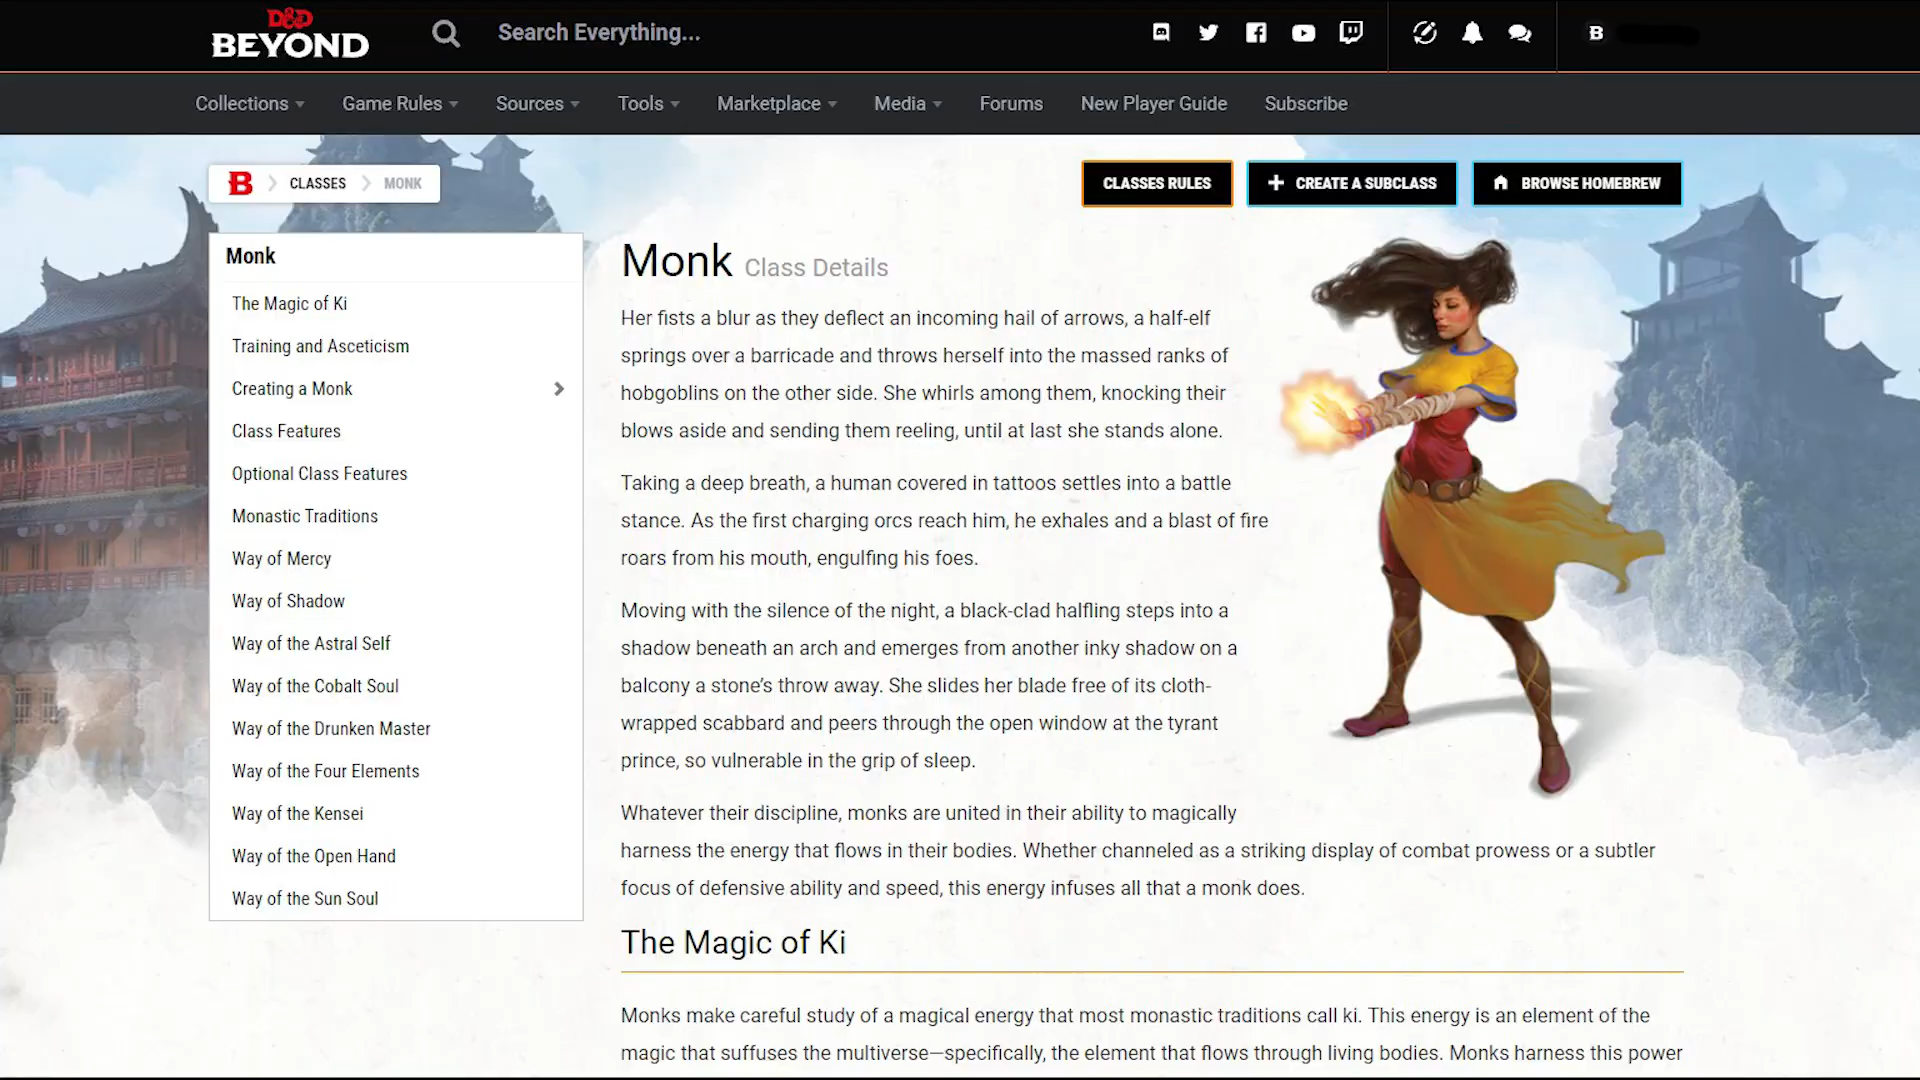 D&D
BEYOND
Search Everything...
B
Collections
Game Rules
Sources
Tools
Marketplace
Media
Forums
New Player Guide
Subscribe
B
CLASSES
MONK
CLASSES RULES
CREATE A SUBCLASS
BROWSE HOMEBREW
Monk
The Magic of Ki
Training and Asceticism
Creating a Monk
Class Features
Optional Class Features
Monastic Traditions
Way of Mercy
Way of Shadow
Way of the Astral Self
Way of the Cobalt Soul
Way of the Drunken Master
Way of the Four Elements
Way of the Kensei
Way of the Open Hand
Way of the Sun Soul
Monk Class Details
Her fists a blur as they deflect an incoming hail of arrows, a half-elf
springs over a barricade and throws herself into the massed ranks of
hobgoblins on the other side. She whirls among them, knocking their
blows aside and sending them reeling, until at last she stands alone.
Taking a deep breath, a human covered in tattoos settles into a battle
stance. As the first charging orcs reach him, he exhales and a blast of fire
roars from his mouth, engulfing his foes.
Moving with the silence of the night, a black-clad halfling steps into a
shadow beneath an arch and emerges from another inky shadow on a
balcony a stone's throw away. She slides her blade free of its cloth-
wrapped scabbard and peers through the open window at the tyrant
prince, so vulnerable in the grip of sleep.
Whatever their discipline, monks are united in their ability to magically
harness the energy that flows in their bodies. Whether channeled as a striking display of combat prowess or a subtler
focus of defensive ability and speed, this energy infuses all that a monk does.
The Magic of Ki
Monks make careful study of a magical energy that most monastic traditions call ki. This energy is an element of the
magic that suffuses the multiverse—specifically, the element that flows through living bodies. Monks harness this power